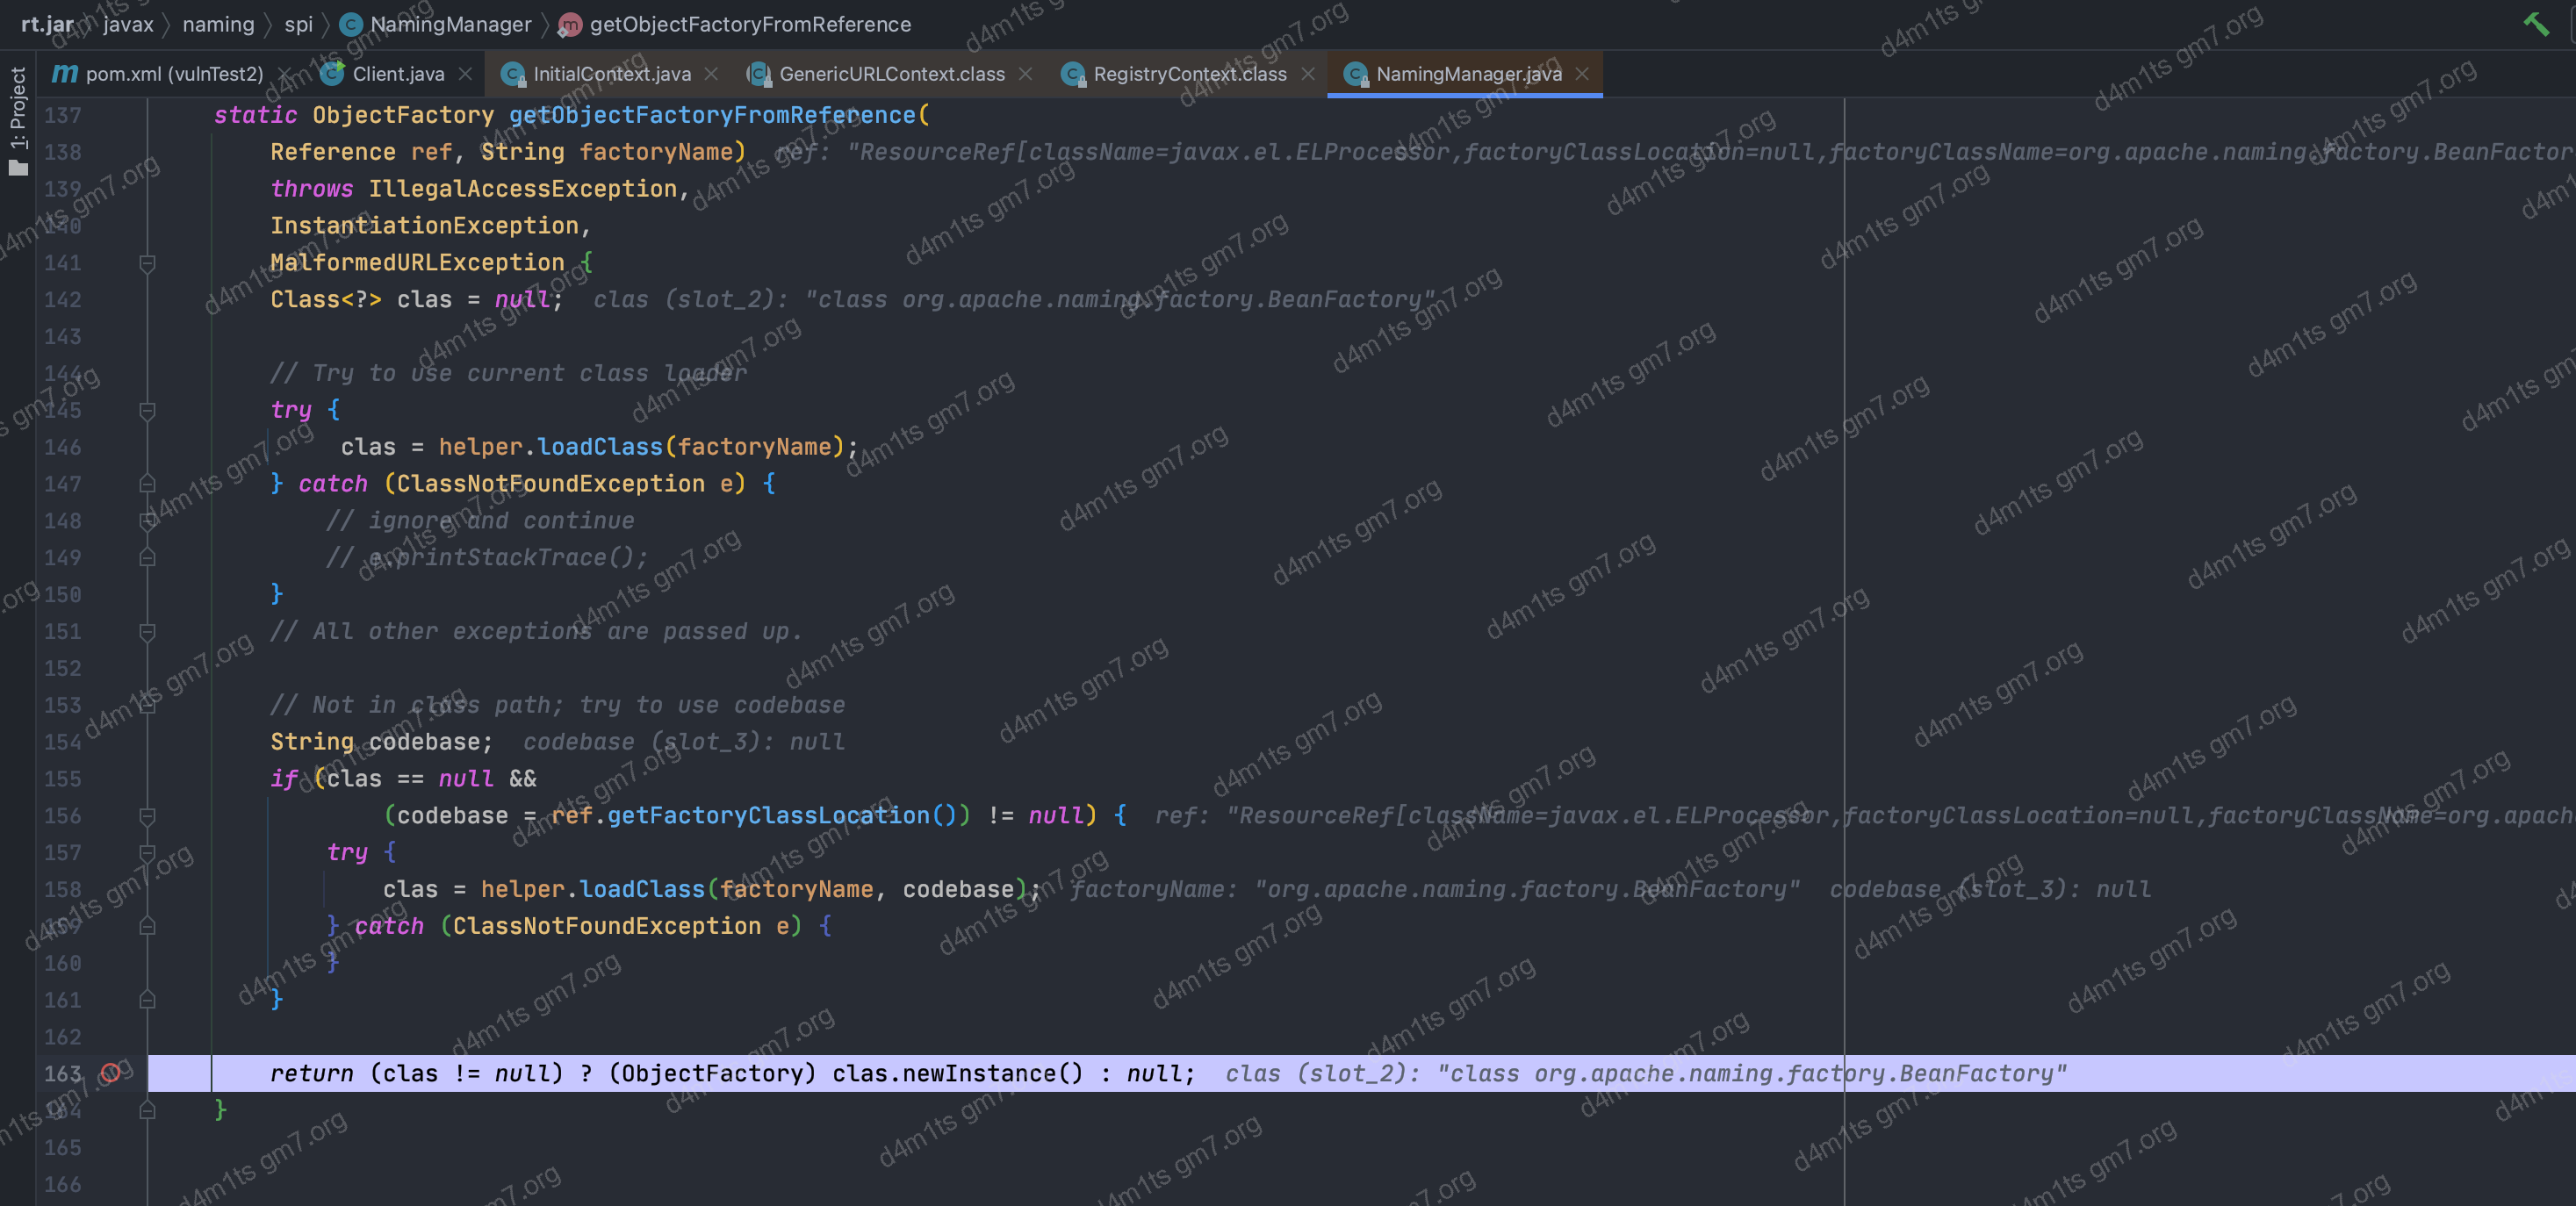 rt.jar 〉 javax 〉 naming 〉 spi 〉 C NamingManager 〉 m getObjectFactoryFromReference
m pom.xml (vulnTest2) × C Client.java × C InitialContext.java × C GenericURLContext.class × C RegistryContext.class × C NamingManager.java ×
1: Project
137 static ObjectFactory getObjectFactoryFromReference(
138 Reference ref, String factoryName) ref: "ResourceRef[className=javax.el.ELProcessor,factoryClassLocation=null,factoryClassName=org.apache.naming.factory.BeanFactor
139 throws IllegalAccessException,
140 InstantiationException,
141 MalformedURLException {
142 Class<?> clas = null; clas (slot_2): "class org.apache.naming.factory.BeanFactory"
143
144 // Try to use current class loader
145 try {
146 clas = helper.loadClass(factoryName);
147 } catch (ClassNotFoundException e) {
148 // ignore and continue
149 // e.printStackTrace();
150 }
151 // All other exceptions are passed up.
152
153 // Not in class path; try to use codebase
154 String codebase; codebase (slot_3): null
155 if (clas == null &&
156 (codebase = ref.getFactoryClassLocation()) != null) { ref: "ResourceRef[className=javax.el.ELProcessor,factoryClassLocation=null,factoryClassName=org.apach
157 try {
158 clas = helper.loadClass(factoryName, codebase); factoryName: "org.apache.naming.factory.BeanFactory" codebase (slot_3): null
159 } catch (ClassNotFoundException e) {
160 }
161 }
162
163 return (clas != null) ? (ObjectFactory) clas.newInstance() : null; clas (slot_2): "class org.apache.naming.factory.BeanFactory"
164 }
165
166
d4m1ts gm7.org